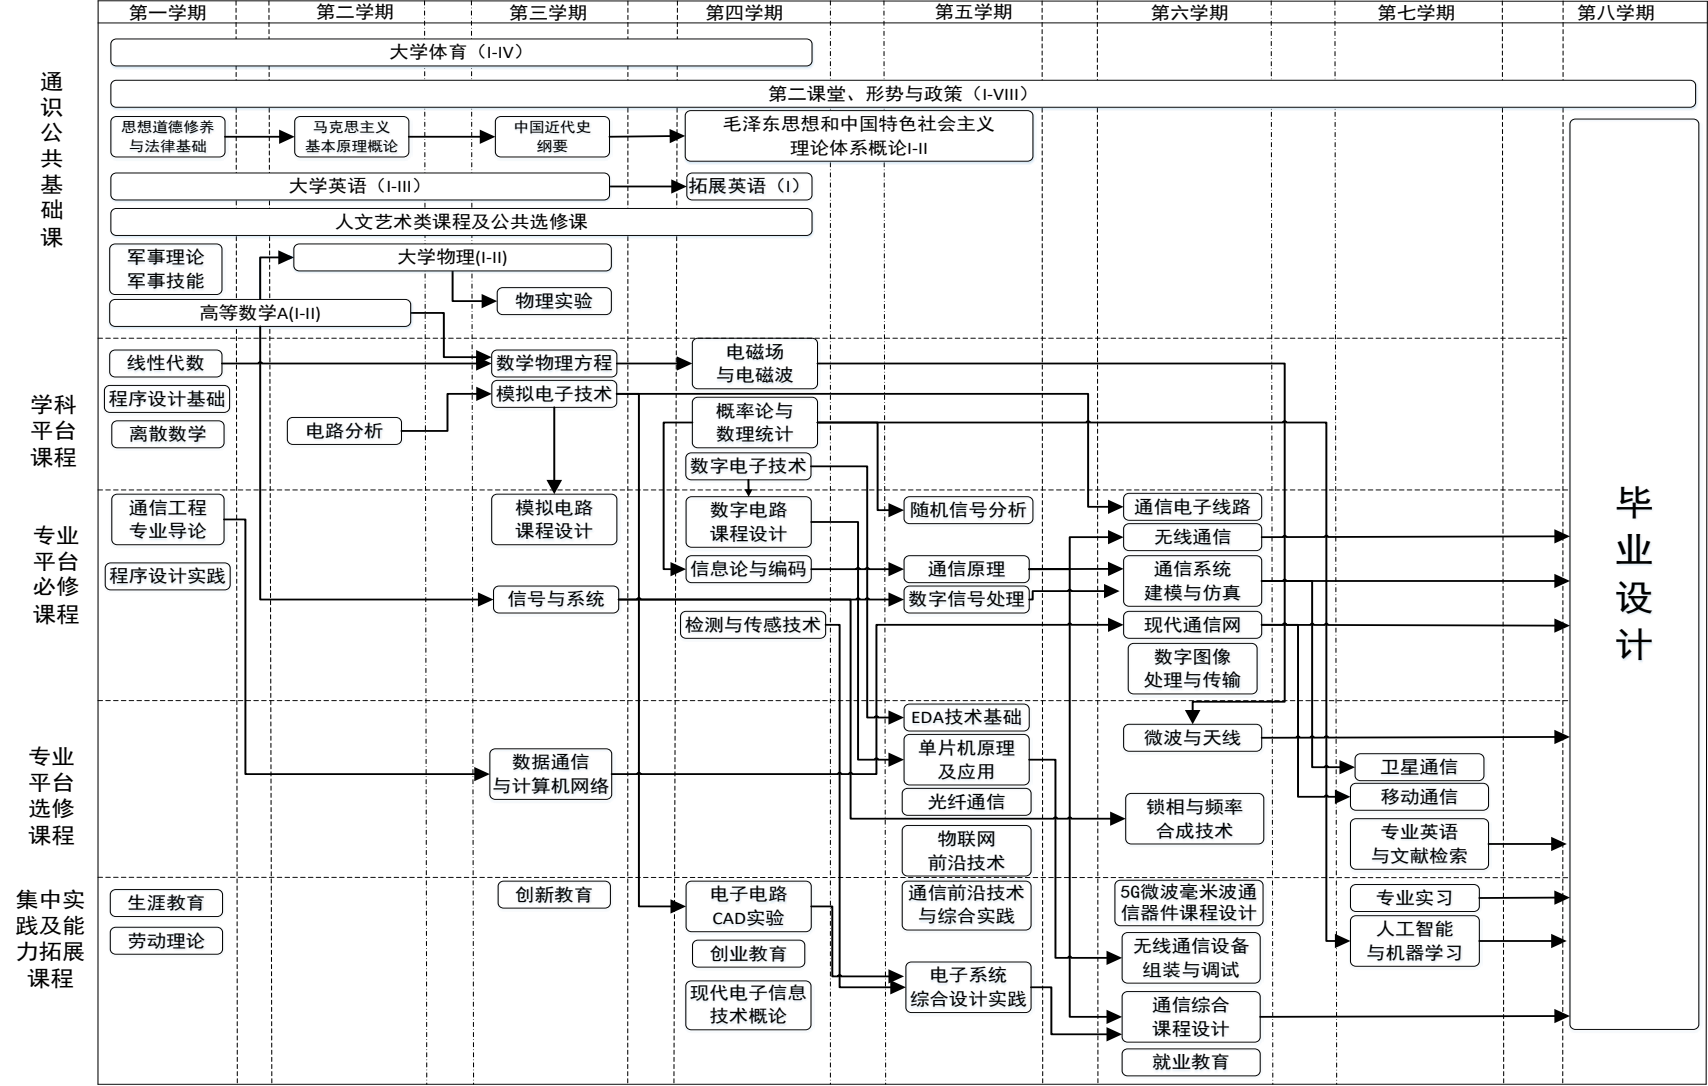 第一学期
第二学期
第三学期
第四学期
第五学期
第六学期
第七学期
第八学期
通
识
公
共
基
础
课
大学体育（I-IV）
第二课堂、形势与政策（I-VIII）
思想道德修养
与法律基础
马克思主义
基本原理概论
中国近代史
纲要
毛泽东思想和中国特色社会主义
理论体系概论I-II
大学英语（I-III）
拓展英语（I）
人文艺术类课程及公共选修课
军事理论
军事技能
大学物理(I-II)
物理实验
高等数学A(I-II)
学科
平台
课程
线性代数
数学物理方程
电磁场
与电磁波
程序设计基础
模拟电子技术
概率论与
数理统计
离散数学
电路分析
数字电子技术
专业
平台
必修
课程
通信工程
专业导论
模拟电路
课程设计
数字电路
课程设计
随机信号分析
通信电子线路
无线通信
程序设计实践
信息论与编码
通信原理
通信系统
建模与仿真
信号与系统
数字信号处理
检测与传感技术
现代通信网
数字图像
处理与传输
专业
平台
选修
课程
EDA技术基础
微波与天线
数据通信
与计算机网络
单片机原理
及应用
卫星通信
光纤通信
移动通信
锁相与频率
合成技术
物联网
前沿技术
专业英语
与文献检索
集中实
践及能
力拓展
课程
生涯教育
创新教育
电子电路
CAD实验
通信前沿技术
与综合实践
5G微波毫米波通
信器件课程设计
专业实习
劳动理论
创业教育
无线通信设备
组装与调试
人工智能
与机器学习
现代电子信息
技术概论
电子系统
综合设计实践
通信综合
课程设计
就业教育
毕
业
设
计